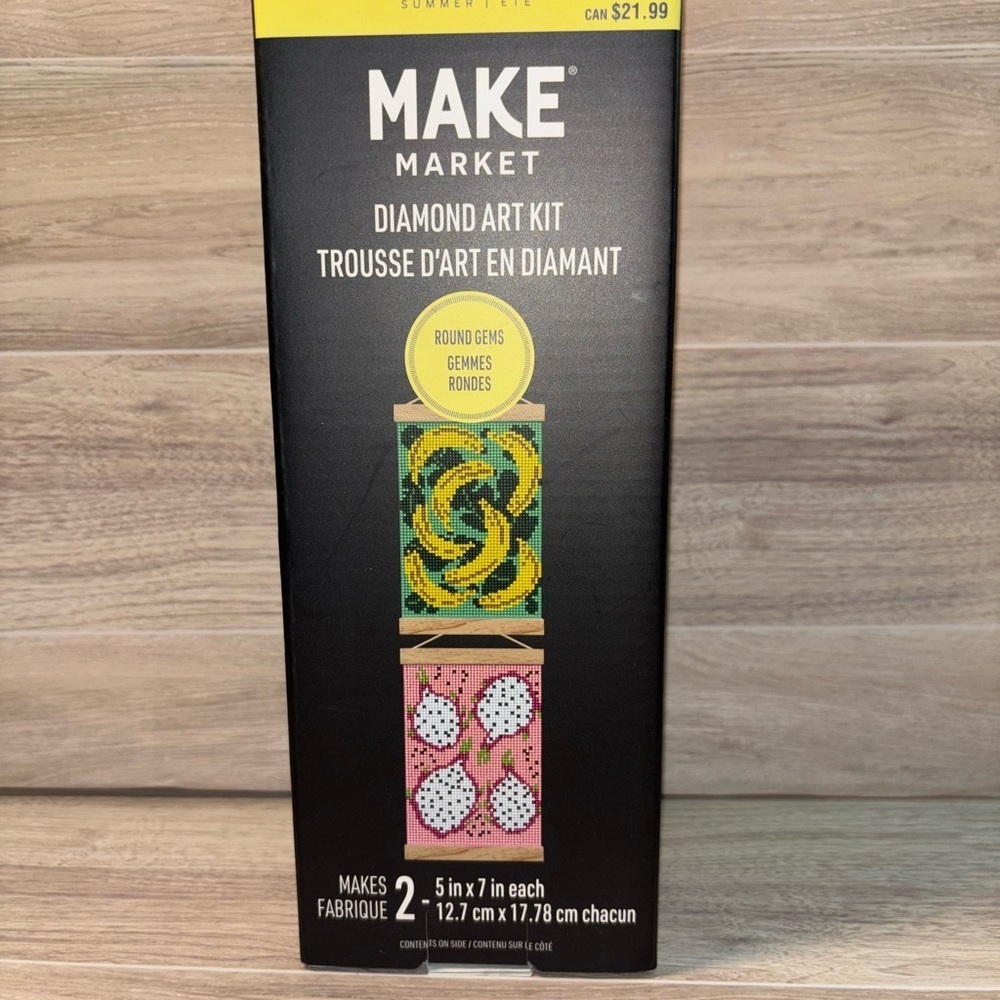 SUMMER | ÉTÉ
CAN $21.99
MAKE®
MARKET
DIAMOND ART KIT
TROUSSE D'ART EN DIAMANT
ROUND GEMS
GEMMES
RONDES
MAKES
FABRIQUE
2 -
5 in x 7 in each
12.7 cm x 17.78 cm chacun
CONTENTS ON SIDE / CONTENU SUR LE CÔTÉ